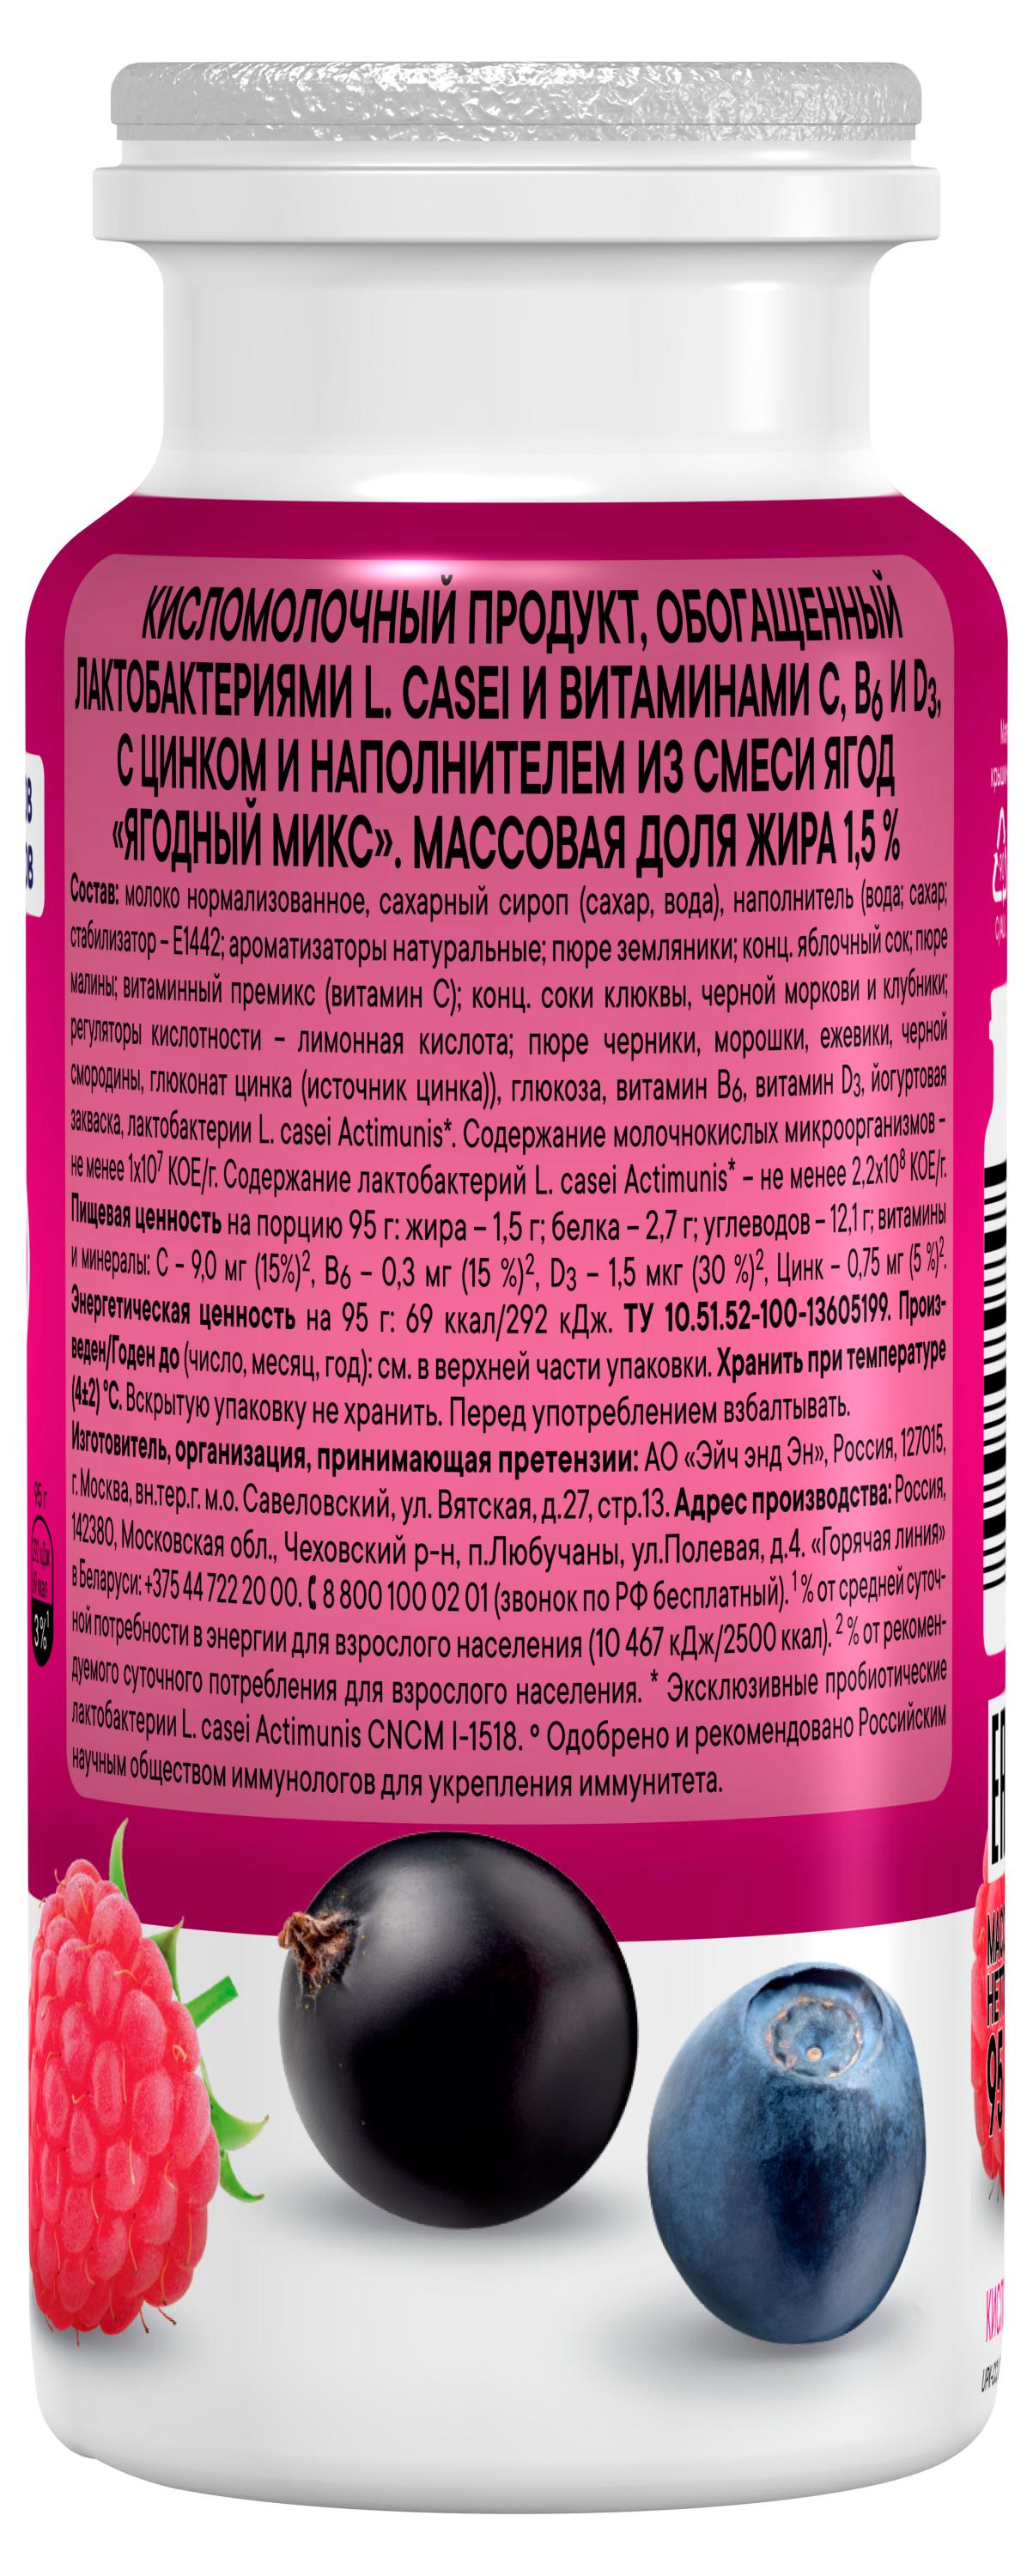 КИСЛОМОЛОЧНЫЙ ПРОДУКТ, ОБОГАЩЕННЫЙ
ЛАКТОБАКТЕРИЯМИ L. CASEI И ВИТАМИНАМИ С, В6 И D3,
С ЦИНКОМ И НАПОЛНИТЕЛЕМ ИЗ СМЕСИ ЯГОД
«ЯГОДНЫЙ МИКС». МАССОВАЯ ДОЛЯ ЖИРА 1,5 %
Состав: молоко нормализованное, сахарный сироп (сахар, вода), наполнитель (вода; сахар;
стабилизатор – Е1442; ароматизаторы натуральные; пюре земляники; конц. яблочный сок; пюре
малины; витаминный премикс (витамин С); конц. соки клюквы, черной моркови и клубники;
регуляторы кислотности – лимонная кислота; пюре черники, морошки, ежевики, черной
смородины, глюконат цинка (источник цинка)), глюкоза, витамин В6, витамин D3, йогуртовая
закваска, лактобактерии L. casei Actimunis*. Содержание молочнокислых микроорганизмов –
не менее 1х10⁷ КОЕ/г. Содержание лактобактерий L. casei Actimunis* – не менее 2,2х10⁸ КОЕ/г.
Пищевая ценность на порцию 95 г: жира – 1,5 г; белка – 2,7 г; углеводов – 12,1 г; витамины
и минералы: С – 9,0 мг (15%)², В6 – 0,3 мг (15 %)², D3 – 1,5 мкг (30 %)², Цинк – 0,75 мг (5 %)².
Энергетическая ценность на 95 г: 69 ккал/292 кДж. ТУ 10.51.52-100-13605199. Произ-
веден/Годен до (число, месяц, год): см. в верхней части упаковки. Хранить при температуре
(4±2) °С. Вскрытую упаковку не хранить. Перед употреблением взбалтывать.
Изготовитель, организация, принимающая претензии: АО «Эйч энд Эн», Россия, 127015,
г. Москва, вн.тер.г. м.о. Савеловский, ул. Вятская, д.27, стр.13. Адрес производства: Россия,
142380, Московская обл., Чеховский р-н, п.Любучаны, ул.Полевая, д.4. «Горячая линия»
в Беларуси: +375 44 722 20 00. 8 800 100 02 01 (звонок по РФ бесплатный). ¹ % от средней суточ-
ной потребности в энергии для взрослого населения (10 467 кДж/2500 ккал). ² % от рекомен-
дуемого суточного потребления для взрослого населения. * Эксклюзивные пробиотические
лактобактерии L. casei Actimunis CNCM I-1518. ° Одобрено и рекомендовано Российским
научным обществом иммунологов для укрепления иммунитета.
95 г
3%¹